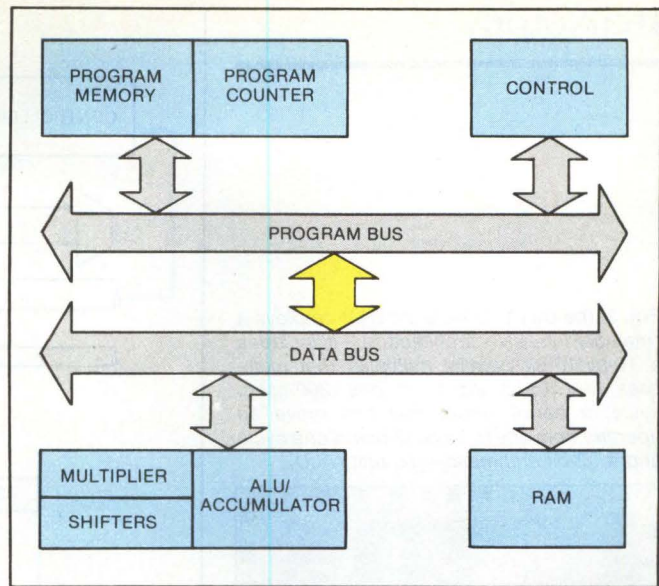 PROGRAM
MEMORY
PROGRAM
COUNTER
CONTROL
PROGRAM BUS
DATA BUS
MULTIPLIER
SHIFTERS
ALU/
ACCUMULATOR
RAM